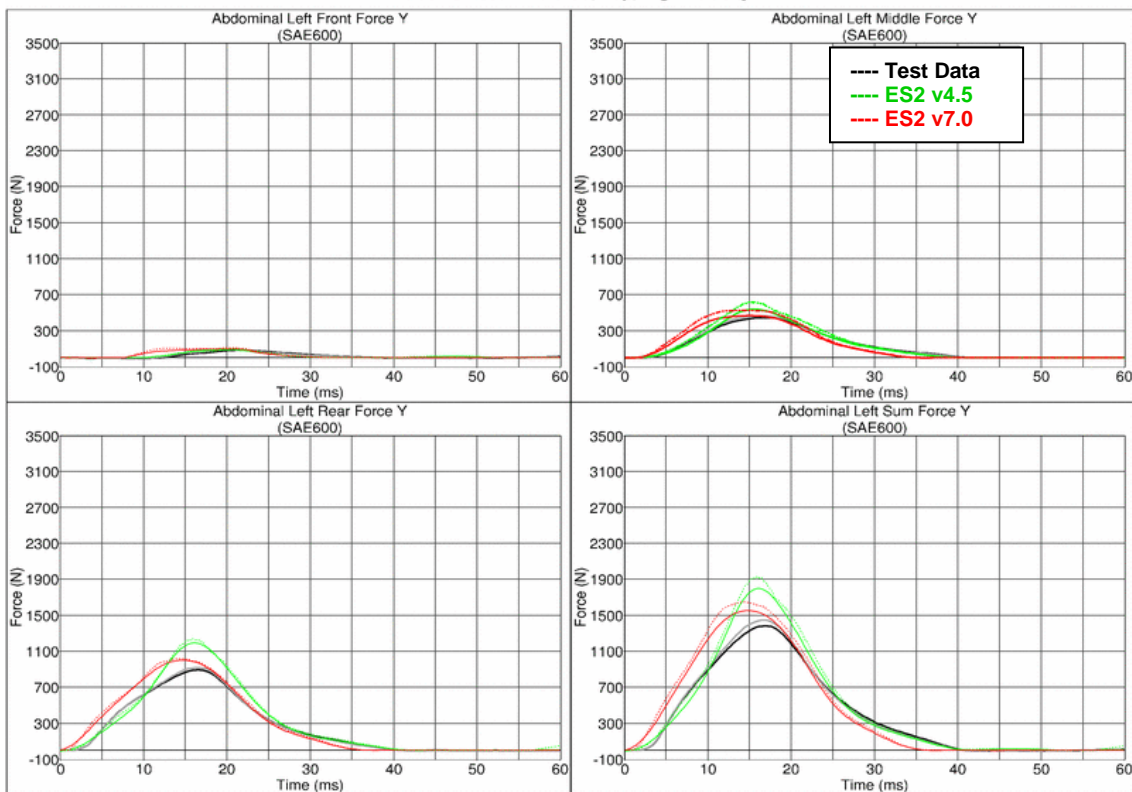 Abdominal Left Front Force Y
(SAE600)
3500
3100
2700
2300
1900
1500
1100
700
300
-100
Force (N)
0 10 20 30 40 50 60
Time (ms)
Abdominal Left Middle Force Y
(SAE600)
---- Test Data
---- ES2 v4.5
---- ES2 v7.0
3500
3100
2700
2300
1900
1500
1100
700
300
-100
Force (N)
0 10 20 30 40 50 60
Time (ms)
Abdominal Left Rear Force Y
(SAE600)
3500
3100
2700
2300
1900
1500
1100
700
300
-100
Force (N)
0 10 20 30 40 50 60
Time (ms)
Abdominal Left Sum Force Y
(SAE600)
3500
3100
2700
2300
1900
1500
1100
700
300
-100
Force (N)
0 10 20 30 40 50 60
Time (ms)